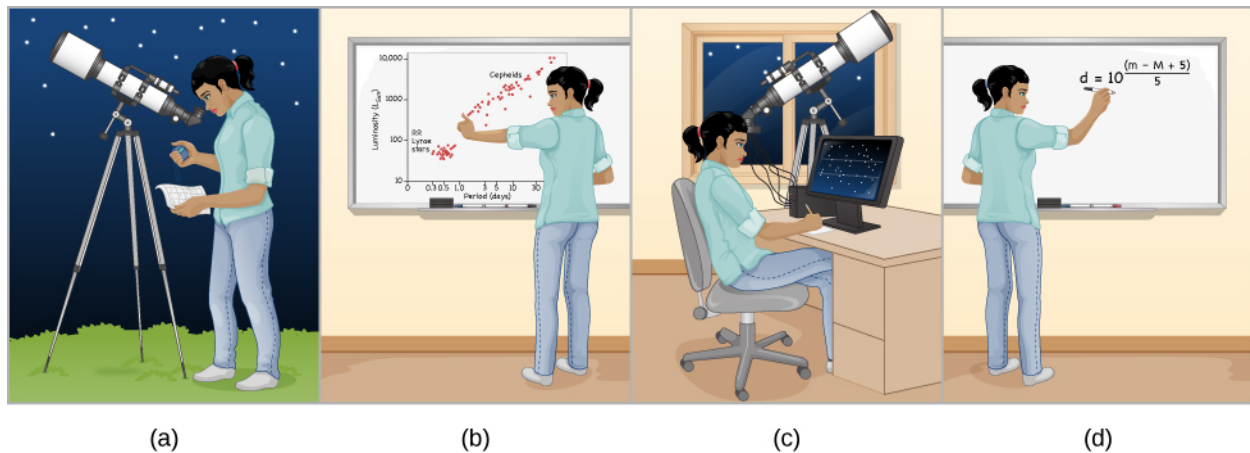 10,000
Cepheids
1000
Luminosity (L_Sun)
100
RR
Lyrae
stars
10
0
0.3
0.5
1.0
3
5
10
30
Period (days)
d = 10^((m – M + 5)/5)
(a)
(b)
(c)
(d)